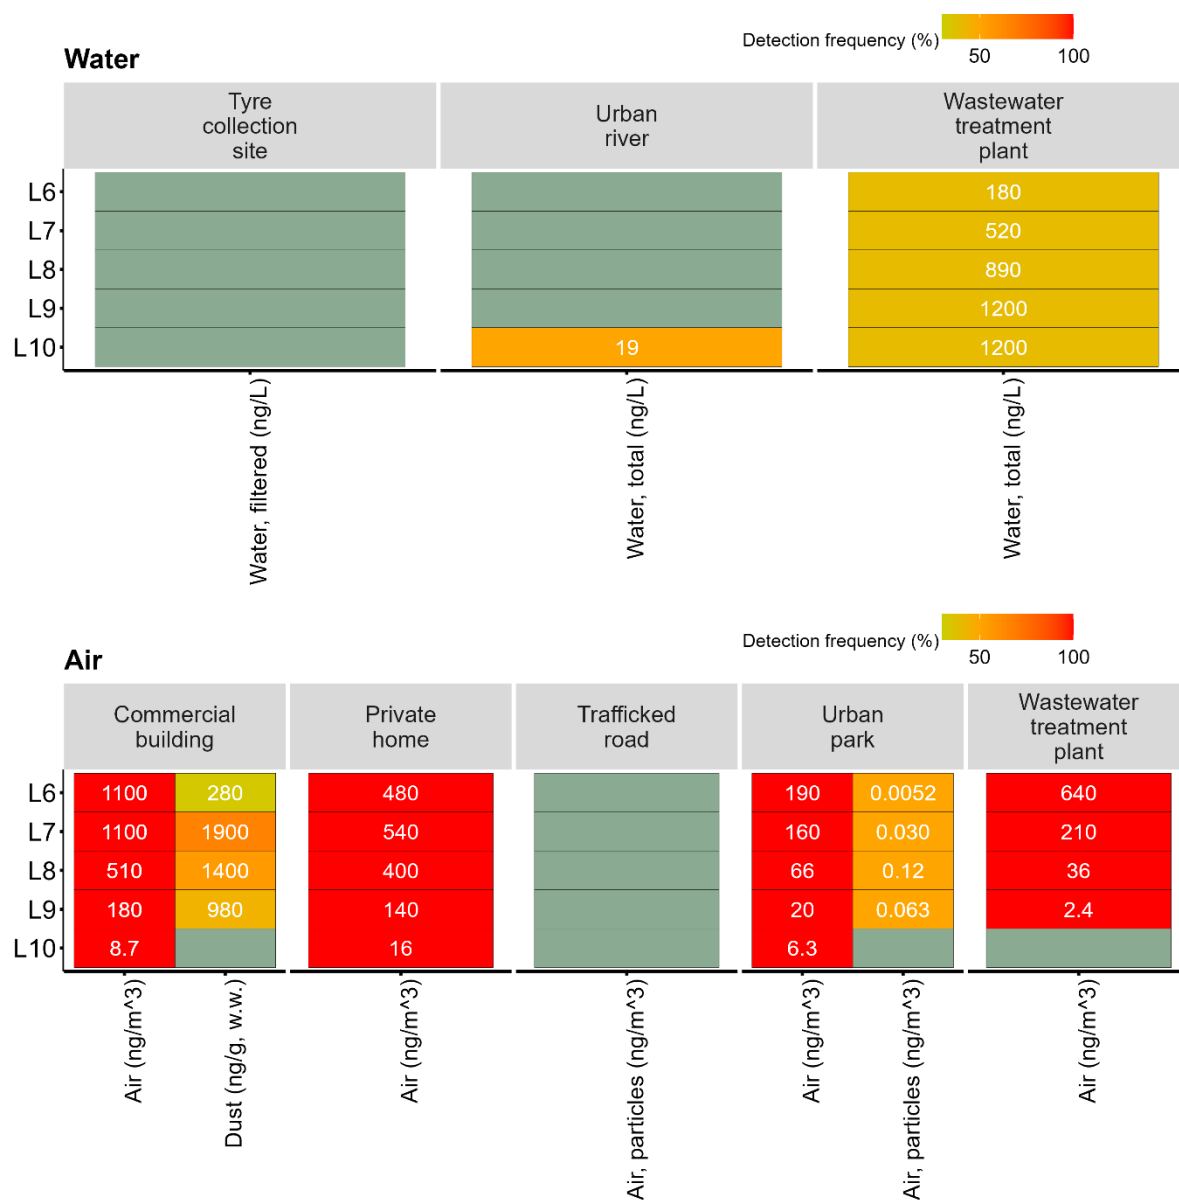 Detection frequency (%)
50 100
Water
Tyre
collection
site
Urban
river
Wastewater
treatment
plant
L6 180
L7 520
L8 890
L9 1200
L10 19 1200
Water, filtered (ng/L)
Water, total (ng/L)
Water, total (ng/L)
Detection frequency (%)
50 100
Air
Commercial
building
Private
home
Trafficked
road
Urban
park
Wastewater
treatment
plant
L6 1100 280 480 190 0.0052 640
L7 1100 1900 540 160 0.030 210
L8 510 1400 400 66 0.12 36
L9 180 980 140 20 0.063 2.4
L10 8.7 16 6.3
Air (ng/m^3)
Dust (ng/g, w.w.)
Air (ng/m^3)
Air, particles (ng/m^3)
Air (ng/m^3)
Air, particles (ng/m^3)
Air (ng/m^3)